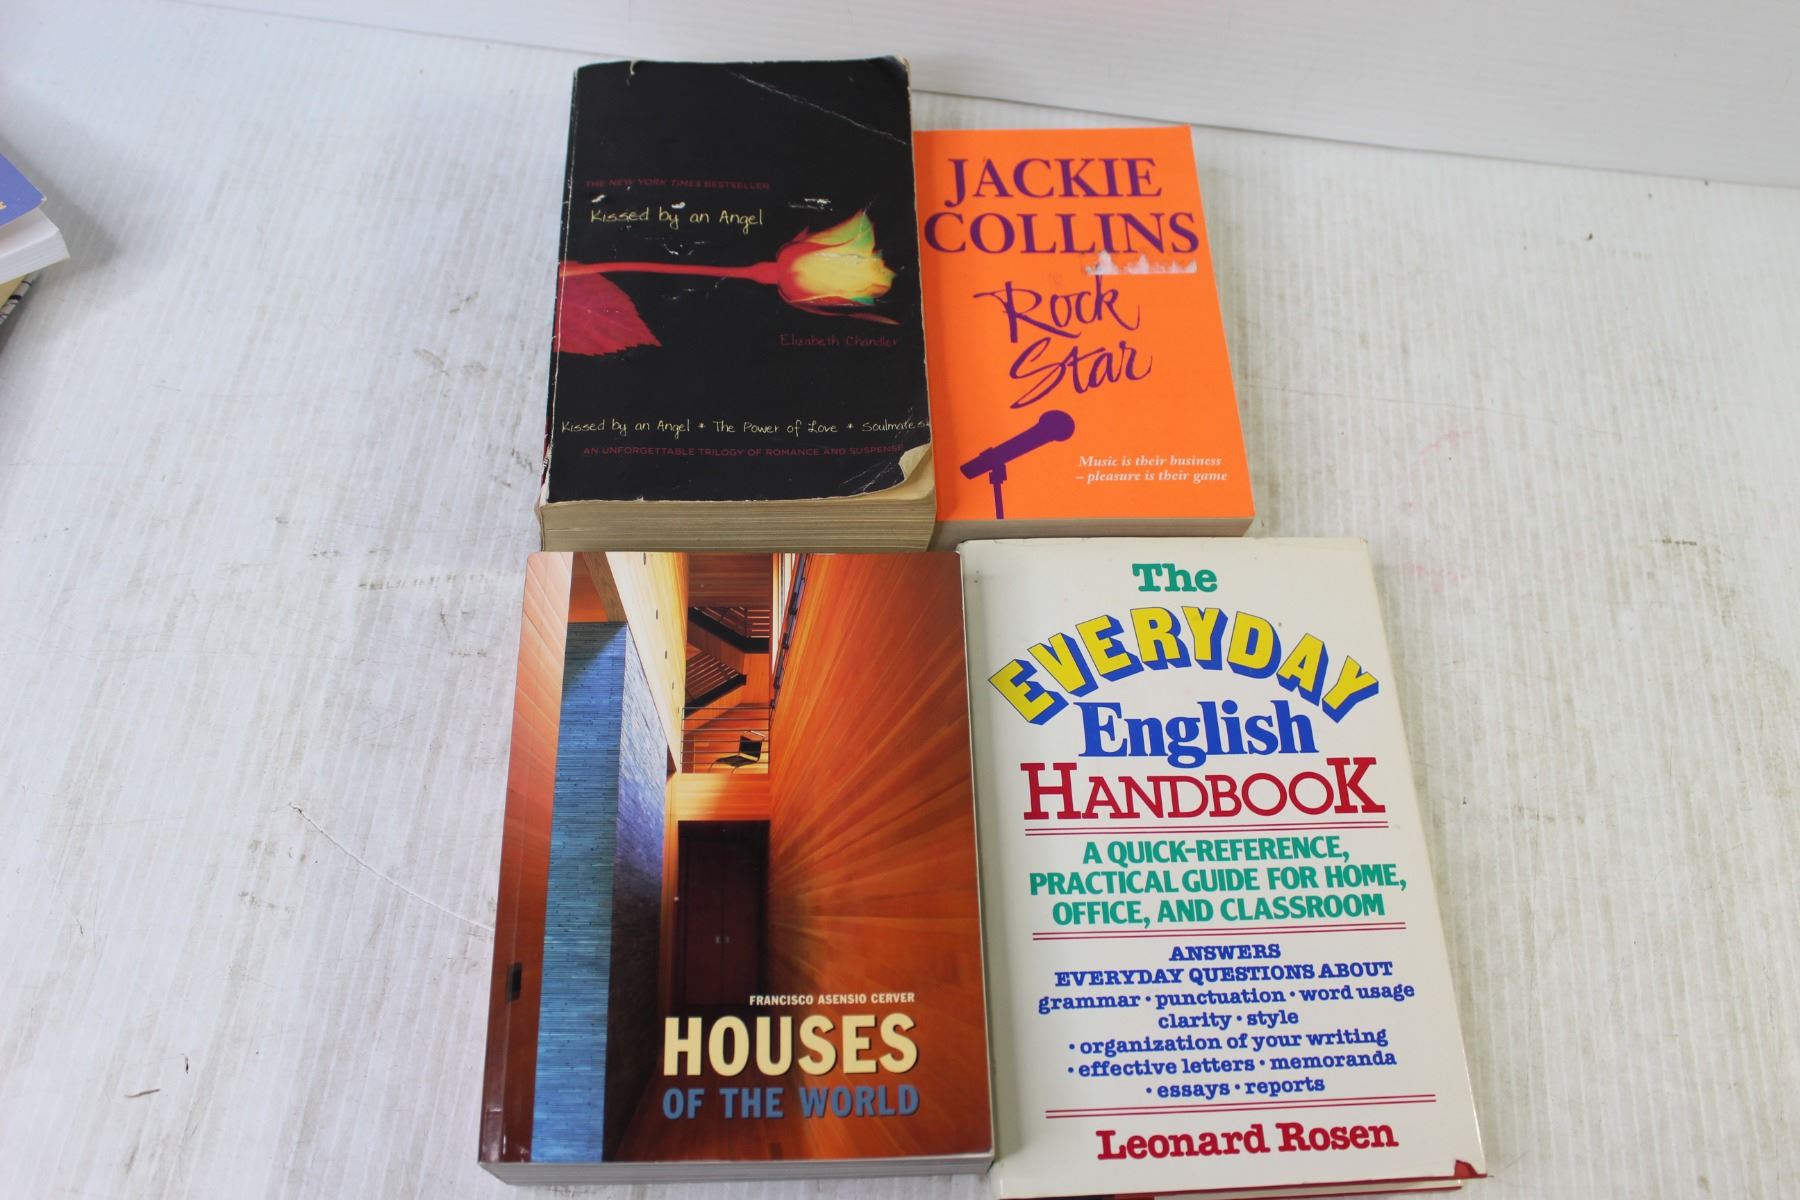 THE NEW YORK TIMES BESTSELLER
Kissed by an Angel
Elizabeth Chandler
Kissed by an Angel * The Power of Love * Soulmates
AN UNFORGETTABLE TRILOGY OF ROMANCE AND SUSPENSE
JACKIE
COLLINS
Rock
Star
Music is their business
– pleasure is their game
FRANCISCO ASENSIO CERVER
HOUSES
OF THE WORLD
The
EVERYDAY
English
HANDBOOK
A QUICK-REFERENCE,
PRACTICAL GUIDE FOR HOME,
OFFICE, AND CLASSROOM
ANSWERS
EVERYDAY QUESTIONS ABOUT
grammar • punctuation • word usage
clarity • style
• organization of your writing
• effective letters • memoranda
• essays • reports
Leonard Rosen